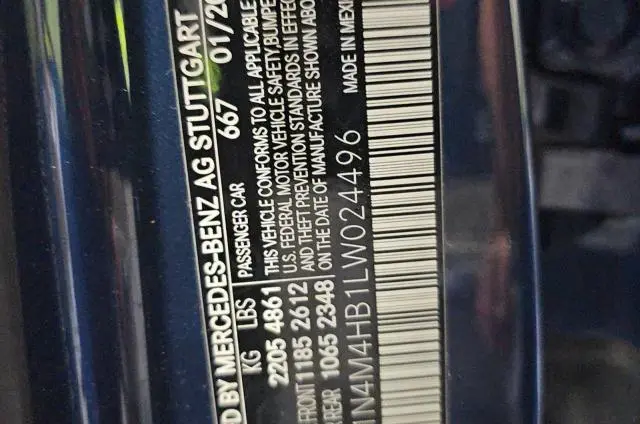 D BY MERCEDES-BENZ AG STUTTGART
KG LBS PASSENGER CAR 667 01/20
2205 4861 THIS VEHICLE CONFORMS TO ALL APPLICABLE
U.S. FEDERAL MOTOR VEHICLE SAFETY, BUMPE
FRONT 1185 2612 AND THEFT PREVENTION STANDARDS IN EFFEC
REAR 1065 2348 ON THE DATE OF MANUFACTURE SHOWN ABO
1N4M4HB1LW024496 MADE IN MEXI